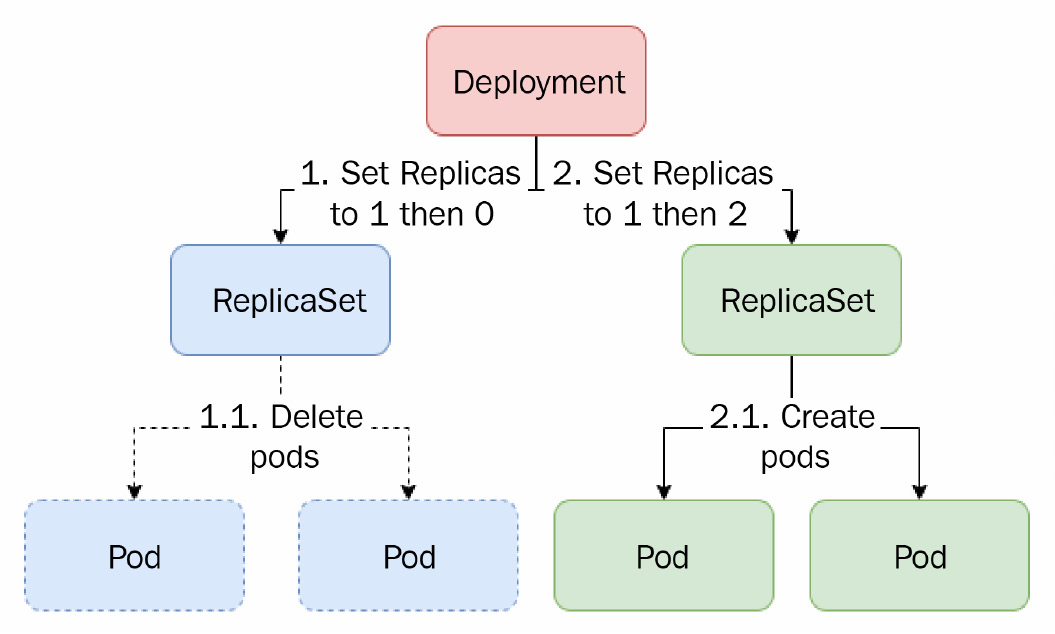 Deployment
1. Set Replicas
to 1 then 0
2. Set Replicas
to 1 then 2
ReplicaSet
ReplicaSet
1.1. Delete
pods
2.1. Create
pods
Pod
Pod
Pod
Pod